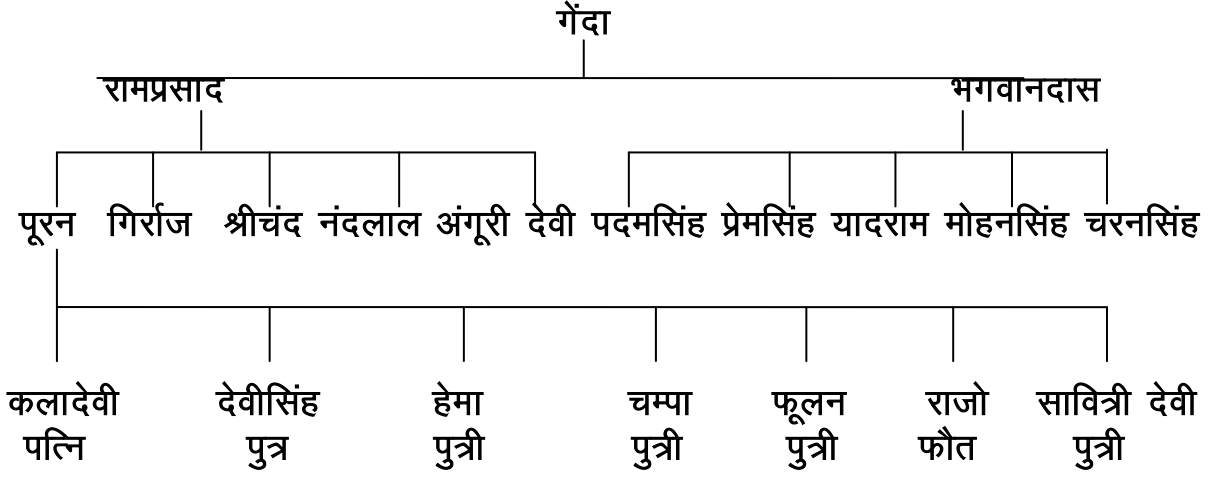 गेंदा
रामप्रसाद भगवानदास
पूरन गिर्राज श्रीचंद नंदलाल अंगूरी देवी पदमसिंह प्रेमसिंह यादराम मोहनसिंह चरनसिंह
कलादेवी देवीसिंह हेमा चम्पा फूलन राजो सावित्री देवी
पत्नि पुत्र पुत्री पुत्री पुत्री फौत पुत्री